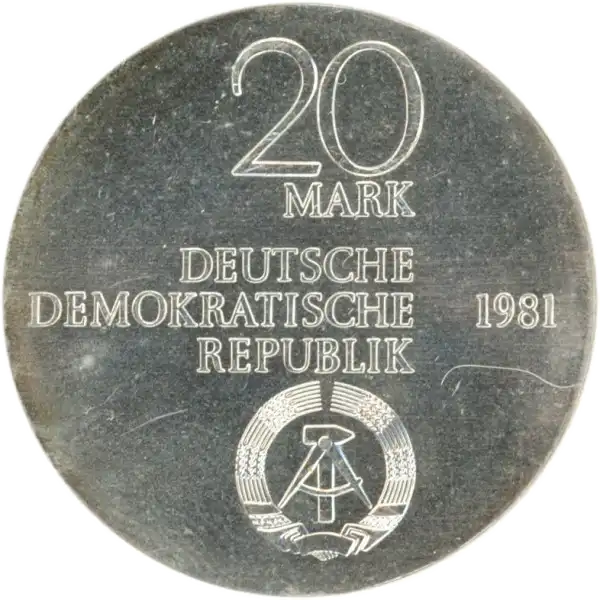 20
MARK
DEUTSCHE
DEMOKRATISCHE 1981
REPUBLIK